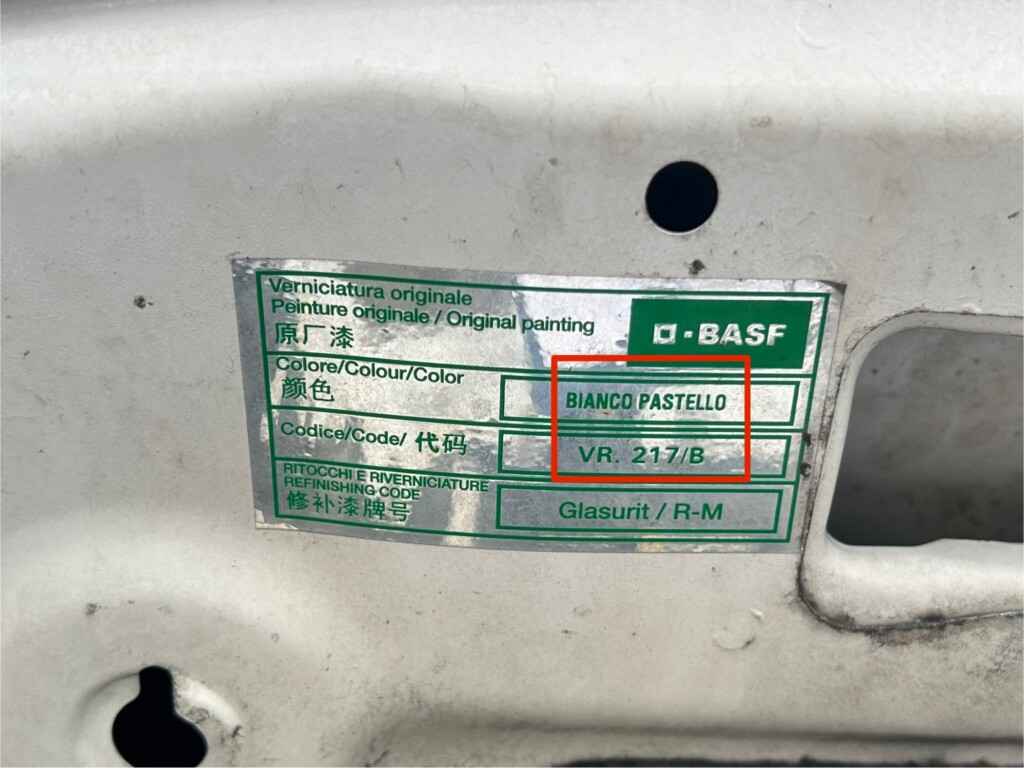 Verniciatura originale
Peinture originale / Original painting
原厂漆
BASF
Colore/Colour/Color
颜色
BIANCO PASTELLO
Codice/Code/ 代码
VR. 217/B
RITOCCHI E RIVERNICIATURE
REFINISHING CODE
修补漆牌号
Glasurit / R-M